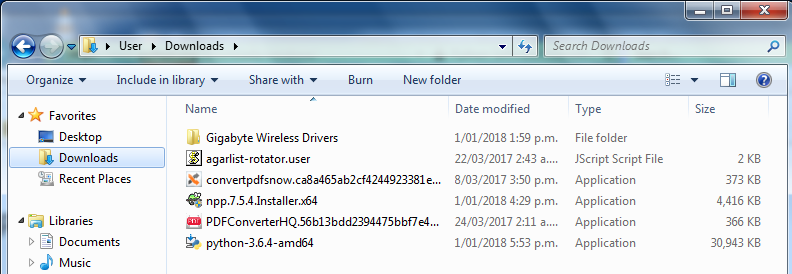 User Downloads Search Downloads
Organize Include in library Share with Burn New folder
Name Date modified Type Size
Favorites
Desktop
Downloads
Recent Places
Libraries
Documents
Music
Gigabyte Wireless Drivers 1/01/2018 1:59 p.m. File folder
agarlist-rotator.user 22/03/2017 2:43 a.... JScript Script File 2 KB
convertpdfsnow.ca8a465ab2cf4244923381e... 8/03/2017 3:50 p.m. Application 373 KB
npp.7.5.4.Installer.x64 1/01/2018 4:29 p.m. Application 4,416 KB
PDFConverterHQ.56b13bdd2394475bbf7e4... 24/03/2017 2:11 a.... Application 366 KB
python-3.6.4-amd64 1/01/2018 5:53 p.m. Application 30,943 KB